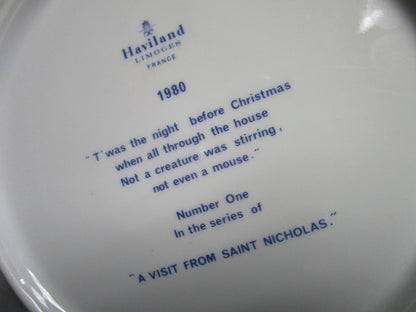 Haviland
LIMOGES
FRANCE
1980
"T'was the night before Christmas
when all through the house
Not a creature was stirring,
not even a mouse."
Number One
In the series of
"A VISIT FROM SAINT NICHOLAS."